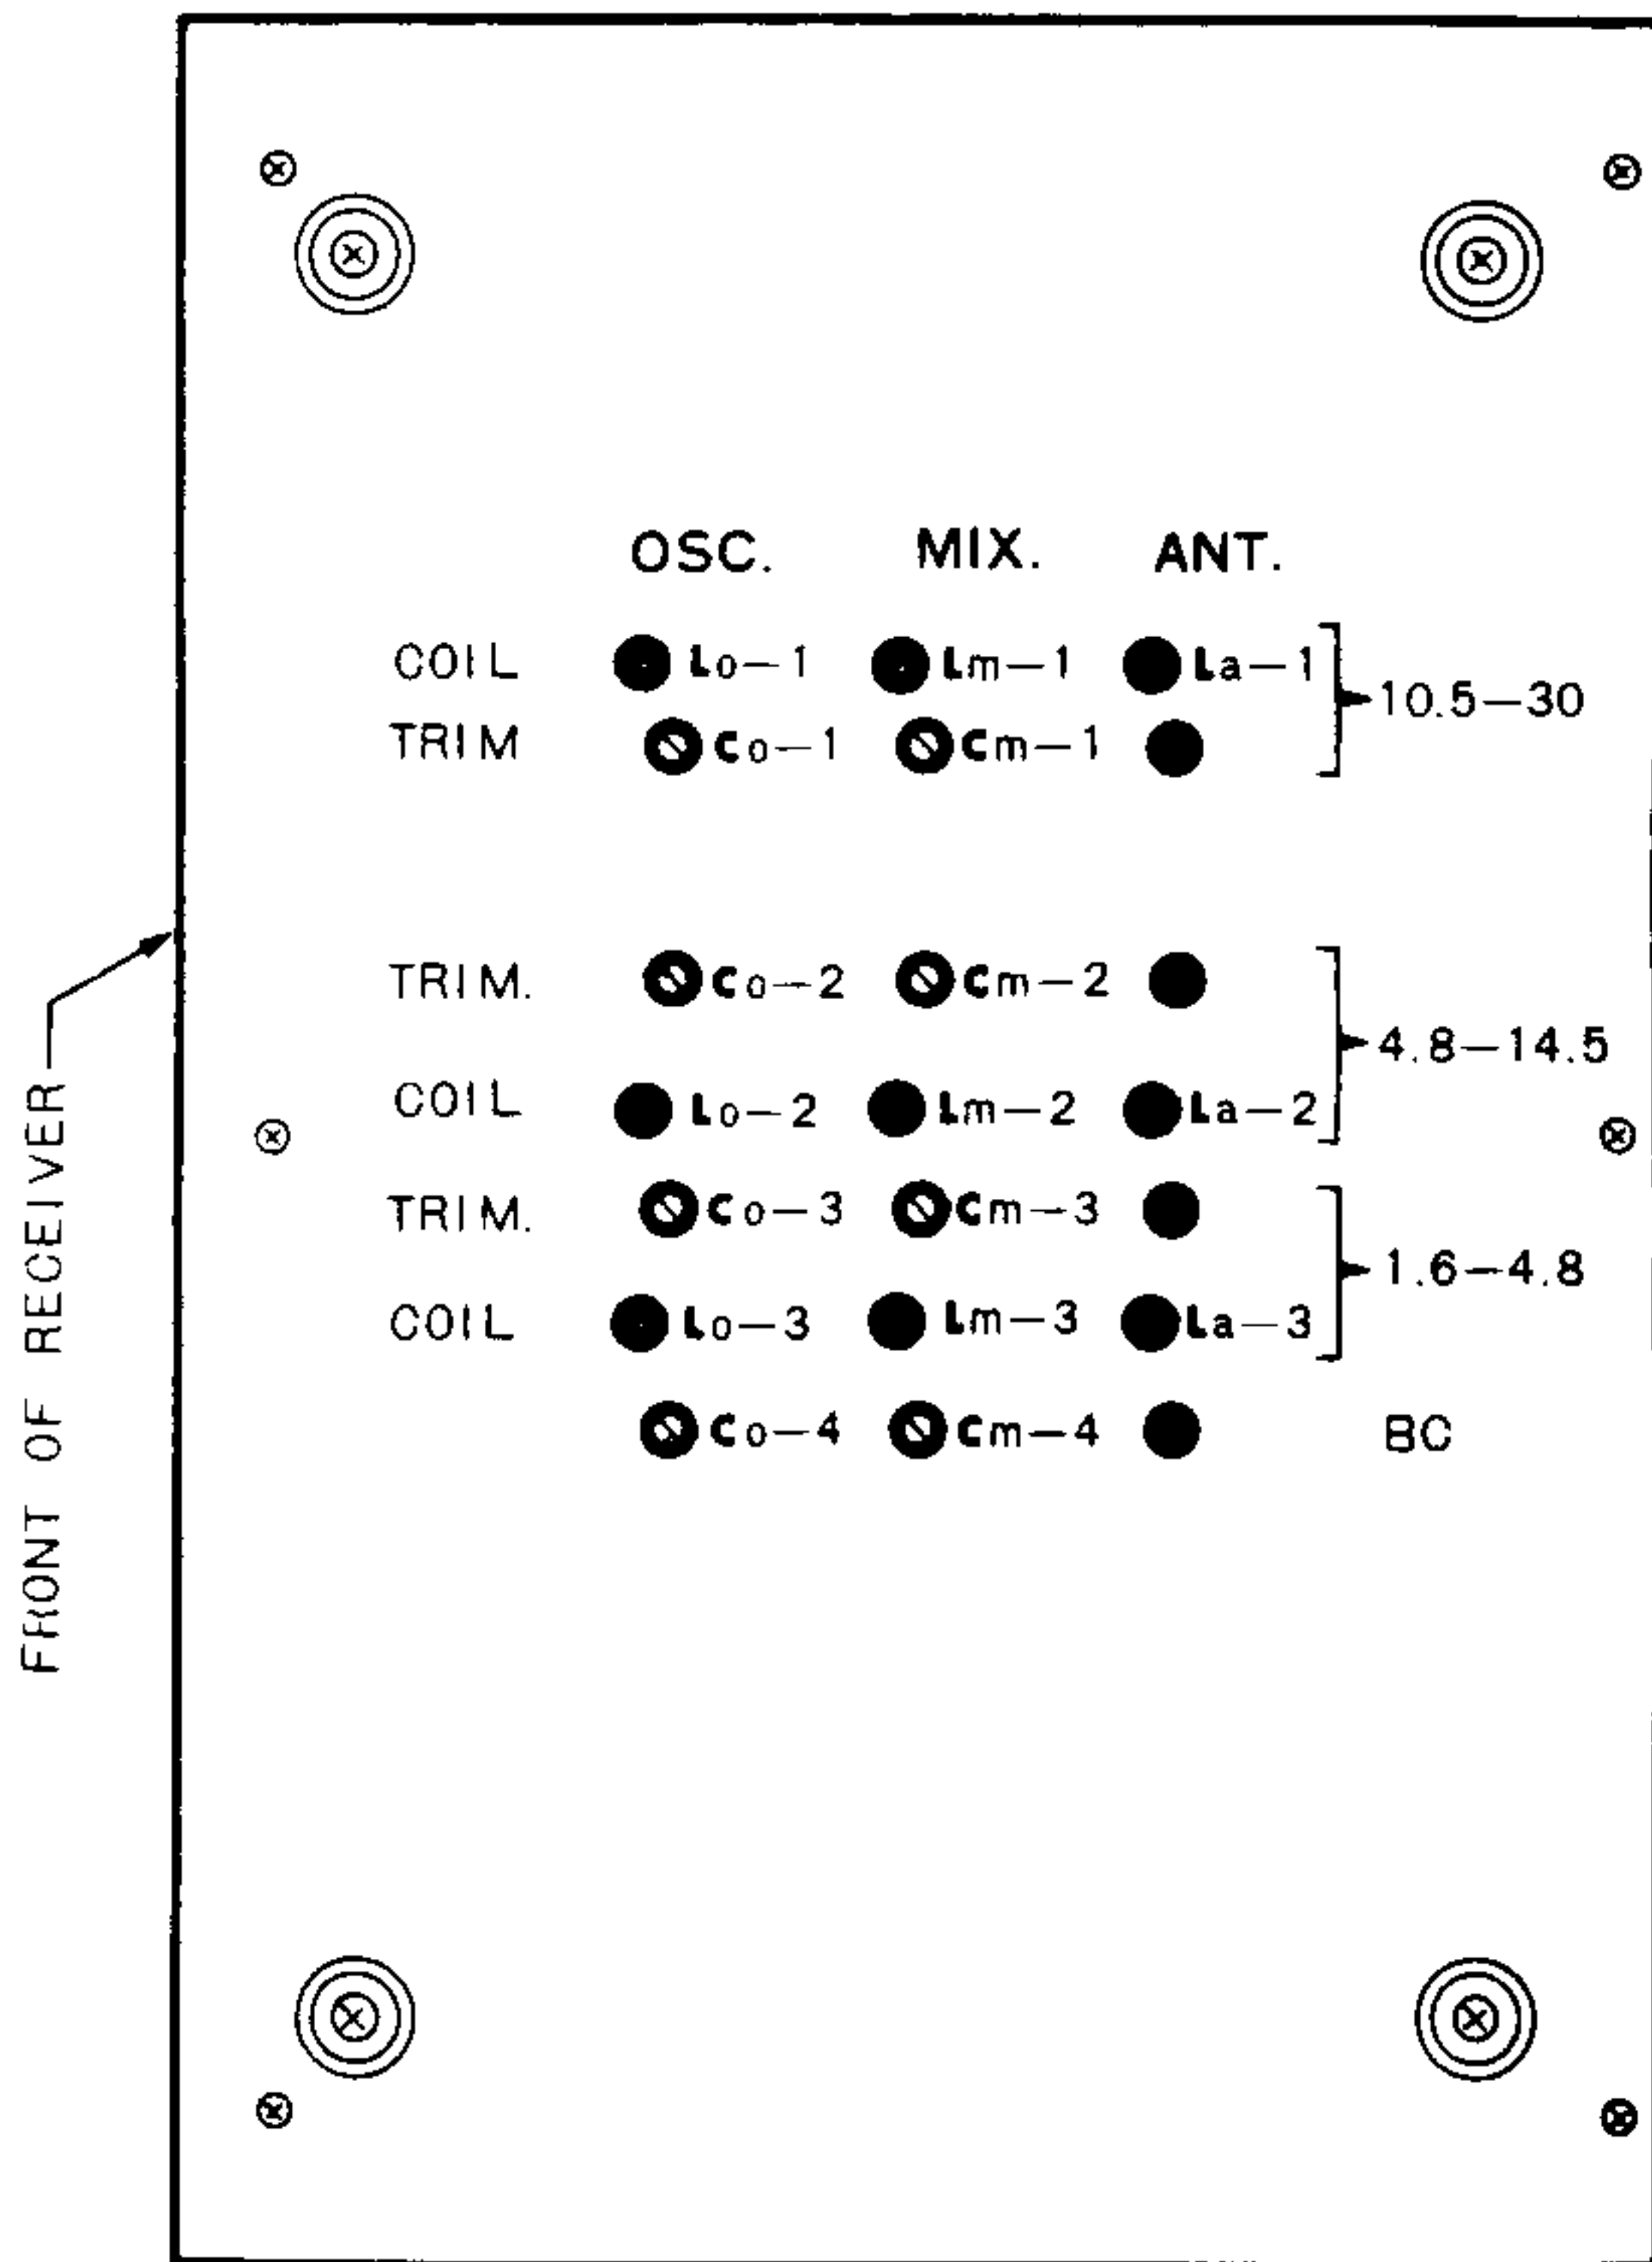 OSC. MIX. ANT.
COIL Lo-1 Lm-1 La-1
10.5-30
TRIM Co-1 Cm-1
TRIM. Co-2 Cm-2
4.8-14.5
COIL Lo-2 Lm-2 La-2
TRIM. Co-3 Cm-3
1.6-4.8
COIL Lo-3 Lm-3 La-3
Co-4 Cm-4 BC
FRONT OF RECEIVER